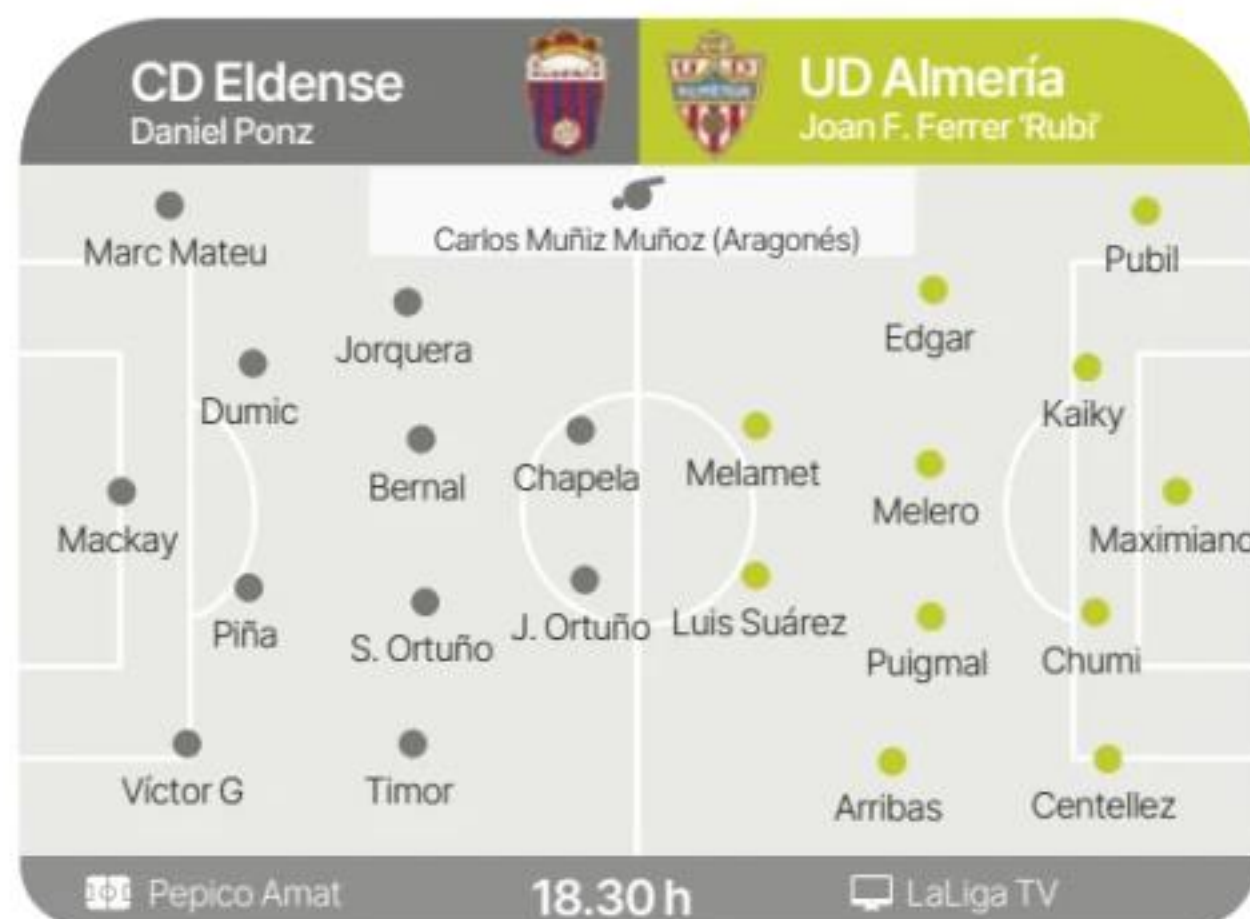 CD Eldense
Daniel Ponz
UD Almería
Joan F. Ferrer 'Rubi'
Carlos Muñiz Muñoz (Aragonés)
Marc Mateu
Pubil
Jorquera
Edgar
Dumic
Kaiky
Bernal
Chapela
Melamet
Melero
Mackay
Maximiano
Piña
S. Ortuño
J. Ortuño
Luis Suárez
Puigmal
Chumi
Víctor G
Timor
Arribas
Centellez
Pepico Amat
18.30 h
LaLiga TV